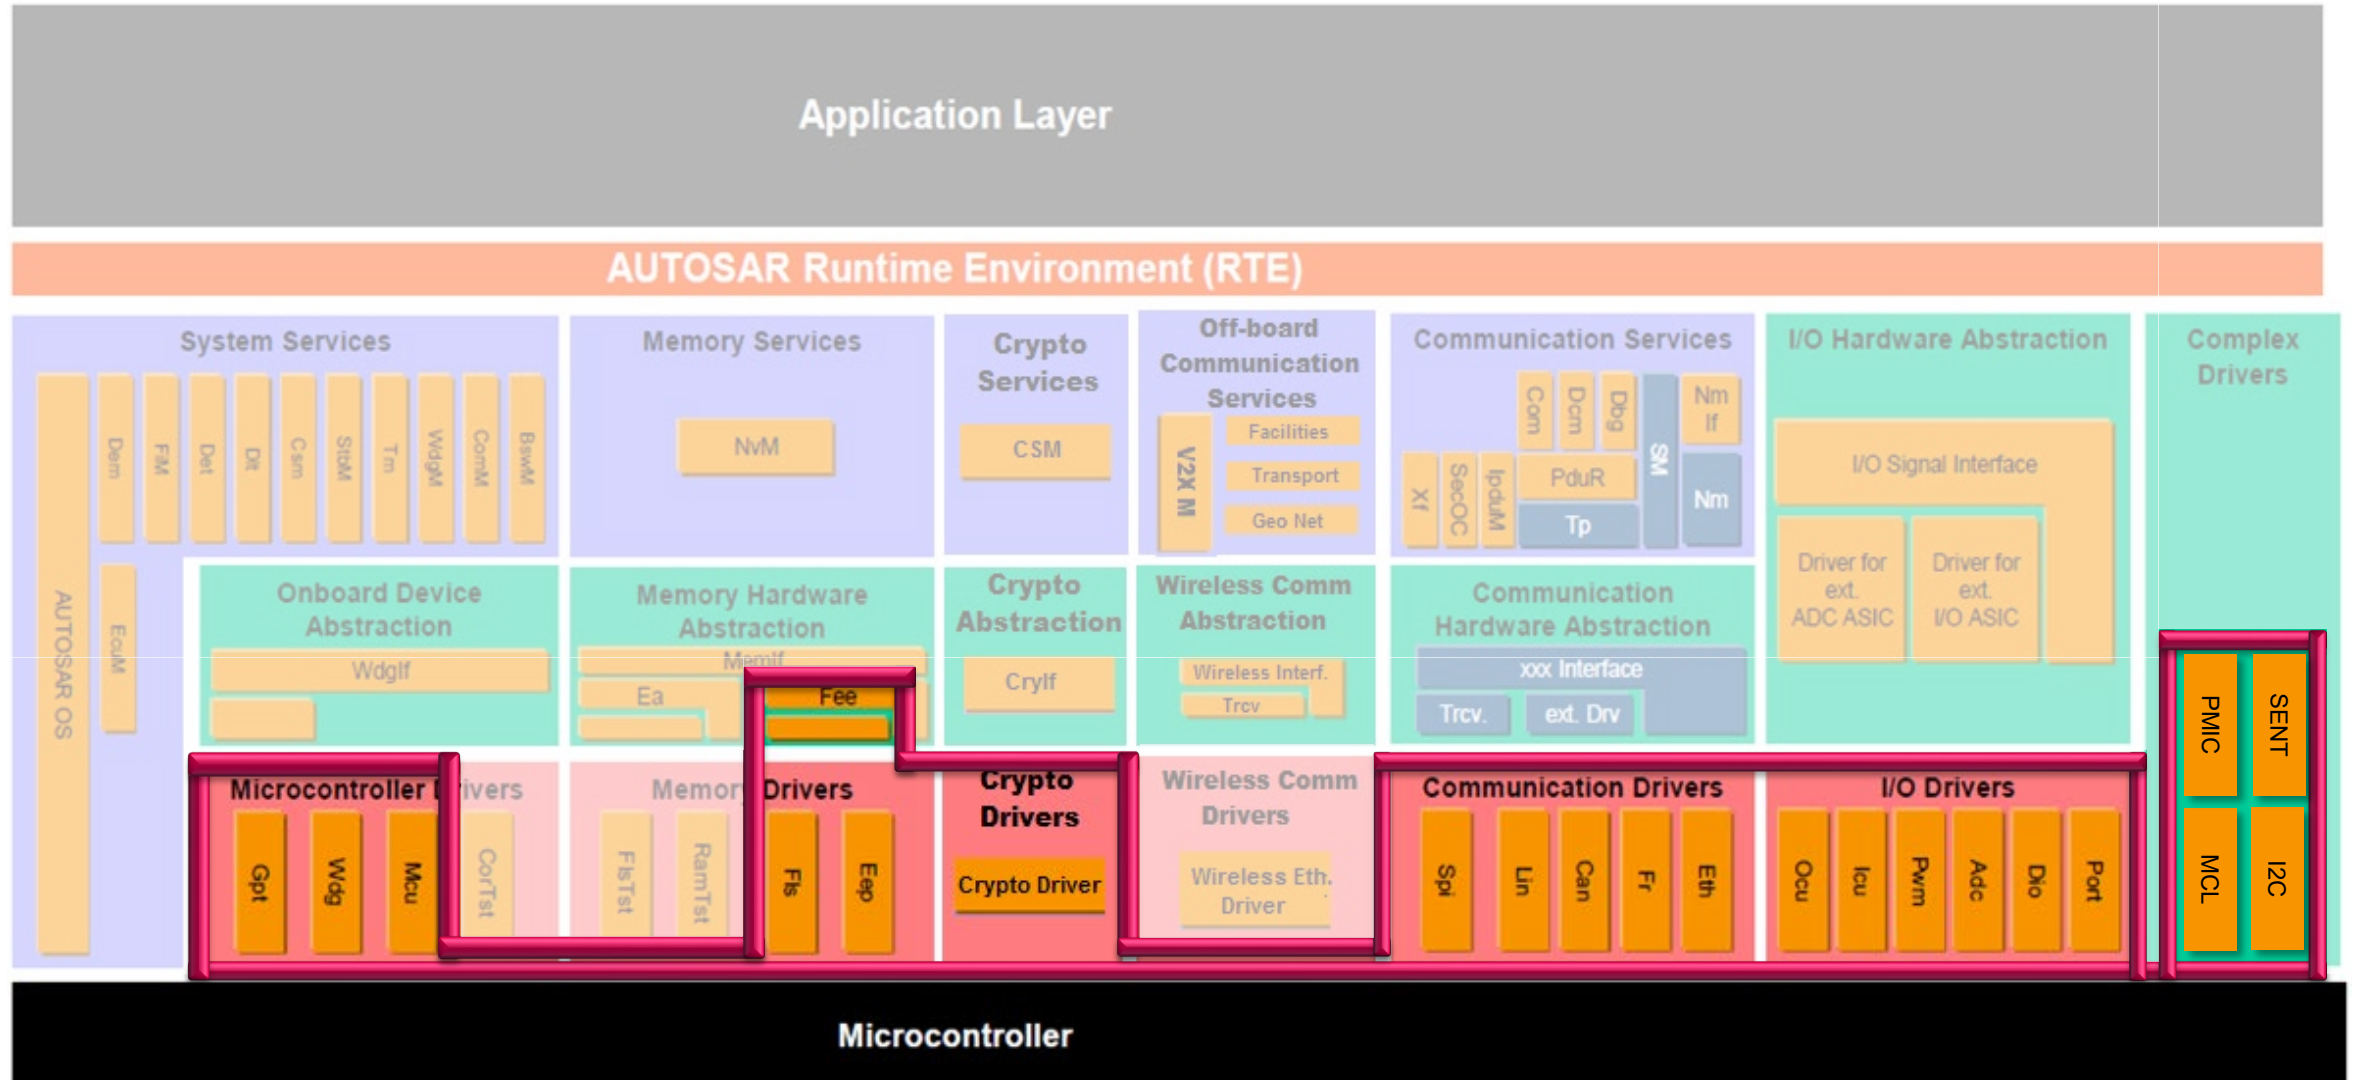 Application Layer
AUTOSAR Runtime Environment (RTE)
System Services
AUTOSAR OS
Dem
FiM
Det
Dlt
Csm
StbM
Tm
WdgM
ComM
BswM
EcuM
Memory Services
NvM
Crypto
Services
CSM
Off-board
Communication
Services
V2X M
Facilities
Transport
Geo Net
Communication Services
Com
Dcm
Dbg
SM
Nm
If
Xf
SecOC
IpduM
PduR
Tp
Nm
I/O Hardware Abstraction
I/O Signal Interface
Driver for
ext.
ADC ASIC
Driver for
ext.
I/O ASIC
Complex
Drivers
Onboard Device
Abstraction
WdgIf
Memory Hardware
Abstraction
MemIf
Ea
Fee
Crypto
Abstraction
CryIf
Wireless Comm
Abstraction
Wireless Interf.
Trcv
Communication
Hardware Abstraction
xxx Interface
Trcv.
ext. Drv
PMIC
SENT
MCL
I2C
Microcontroller Drivers
Gpt
Wdg
Mcu
CorTst
Memory Drivers
FlsTst
RamTst
Fls
Eep
Crypto
Drivers
Crypto Driver
Wireless Comm
Drivers
Wireless Eth.
Driver
Communication Drivers
Spi
Lin
Can
Fr
Eth
I/O Drivers
Ocu
Icu
Pwm
Adc
Dio
Port
Microcontroller